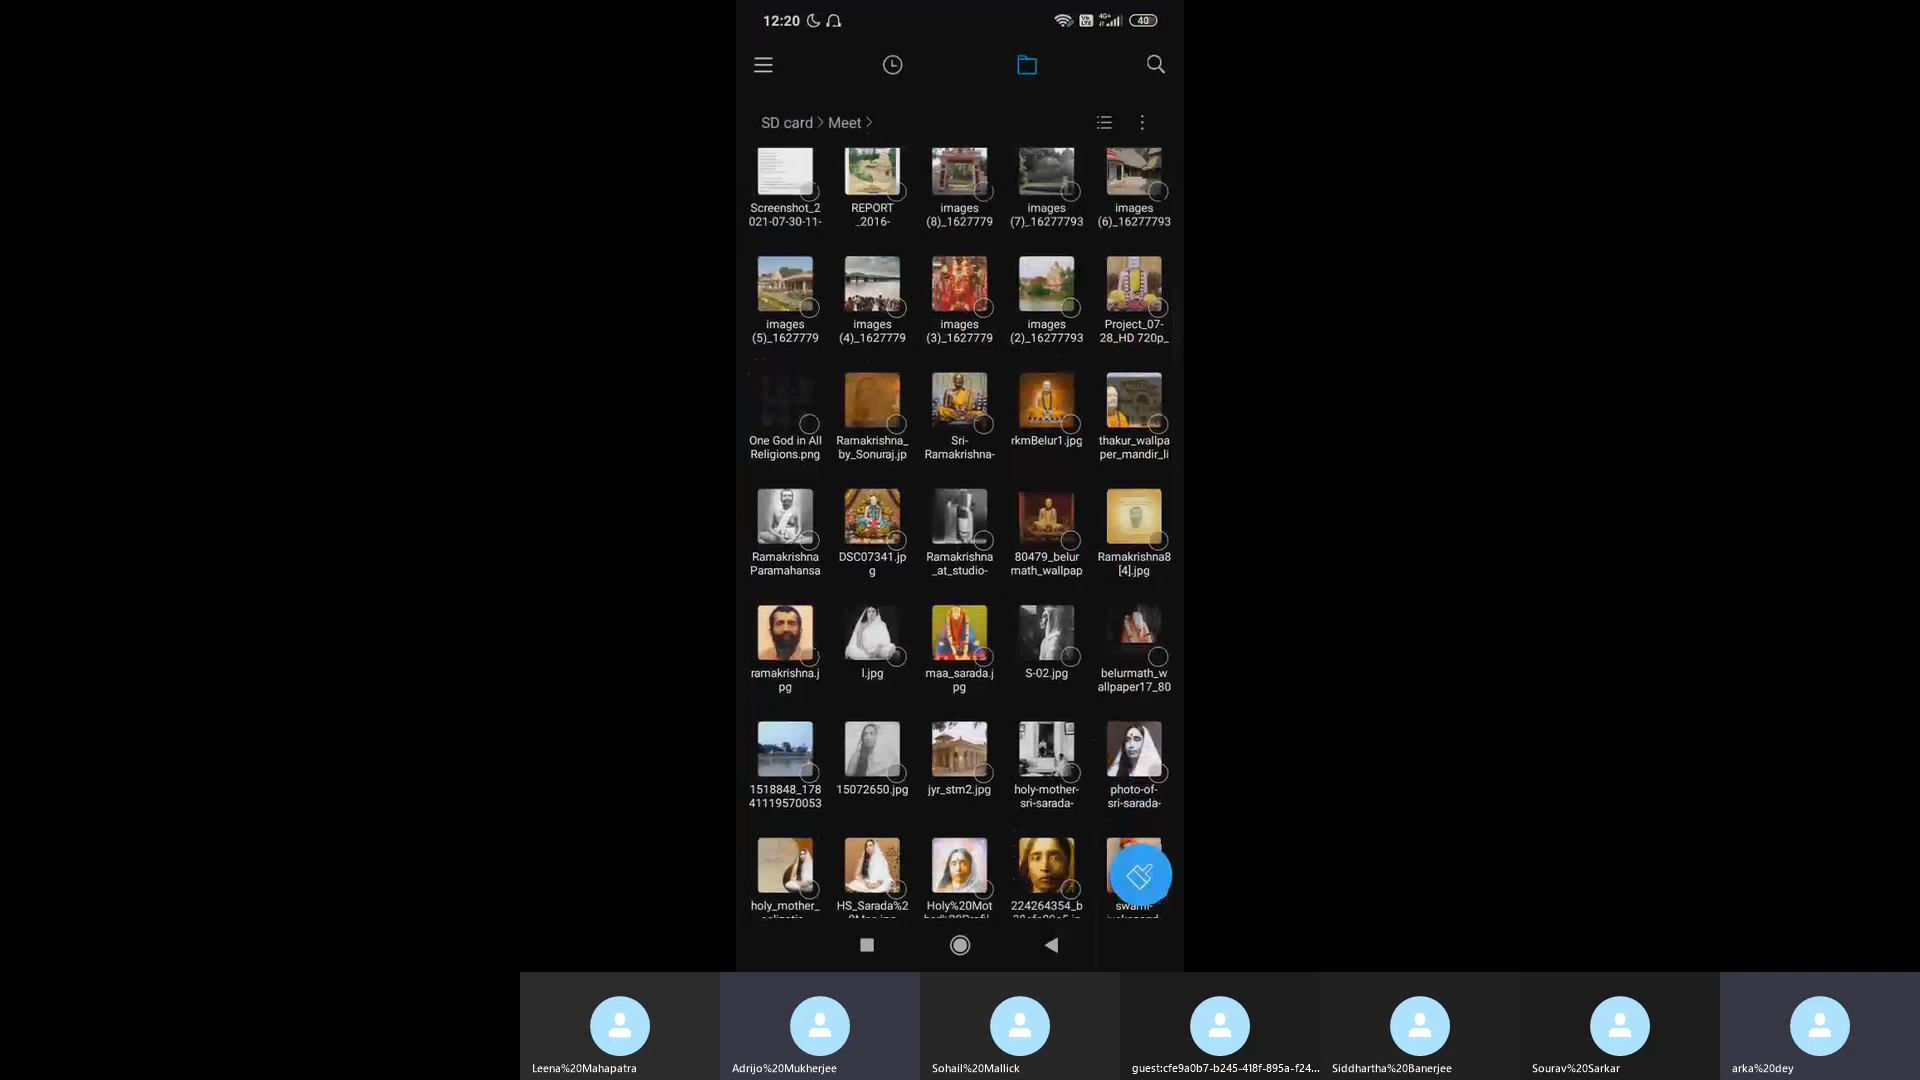 12:20
40
SD card > Meet >
Screenshot_2
021-07-30-11-
REPORT
_2016-
images
(8)_1627779
images
(7)_16277793
images
(6)_16277793
images
(5)_1627779
images
(4)_1627779
images
(3)_1627779
images
(2)_16277793
Project_07-
28_HD 720p_
One God in All
Religions.png
Ramakrishna_
by_Sonuraj.jp
Sri-
Ramakrishna-
rkmBelur1.jpg
thakur_wallpa
per_mandir_li
Ramakrishna
Paramahansa
DSC07341.jp
g
Ramakrishna
_at_studio-
80479_belur
math_wallpap
Ramakrishna8
[4].jpg
ramakrishna.j
pg
l.jpg
maa_sarada.j
pg
S-02.jpg
belurmath_w
allpaper17_80
1518848_178
41119570053
15072650.jpg
jyr_stm2.jpg
holy-mother-
sri-sarada-
photo-of-
sri-sarada-
holy_mother_
HS_Sarada%2
Holy%20Mot
224264354_b
swami-
Leena%20Mahapatra
Adrijo%20Mukherjee
Sohail%20Mallick
guest:cfe9a0b7-b245-418f-895a-f24...
Siddhartha%20Banerjee
Sourav%20Sarkar
arka%20dey